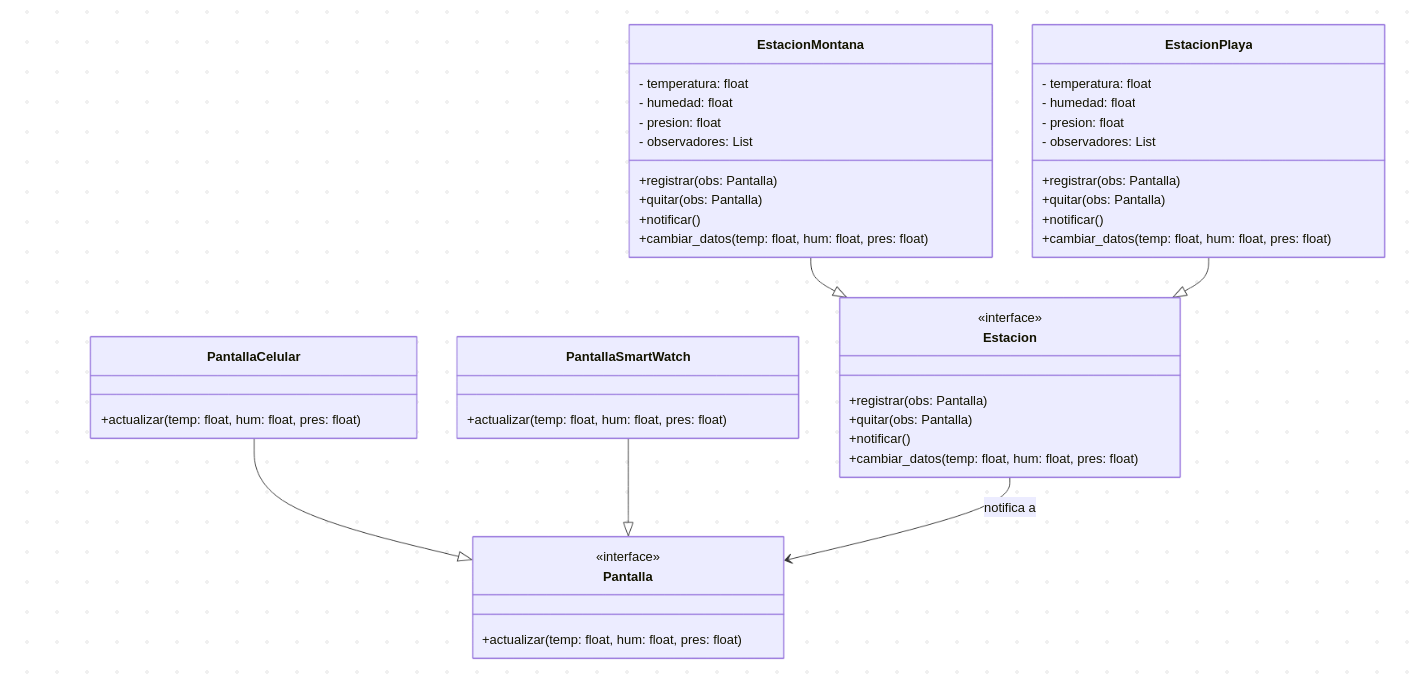 EstacionMontana
- temperatura: float
- humedad: float
- presion: float
- observadores: List
+registrar(obs: Pantalla)
+quitar(obs: Pantalla)
+notificar()
+cambiar_datos(temp: float, hum: float, pres: float)
EstacionPlaya
- temperatura: float
- humedad: float
- presion: float
- observadores: List
+registrar(obs: Pantalla)
+quitar(obs: Pantalla)
+notificar()
+cambiar_datos(temp: float, hum: float, pres: float)
PantallaCelular
+actualizar(temp: float, hum: float, pres: float)
PantallaSmartWatch
+actualizar(temp: float, hum: float, pres: float)
«interface»
Estacion
+registrar(obs: Pantalla)
+quitar(obs: Pantalla)
+notificar()
+cambiar_datos(temp: float, hum: float, pres: float)
notifica a
«interface»
Pantalla
+actualizar(temp: float, hum: float, pres: float)